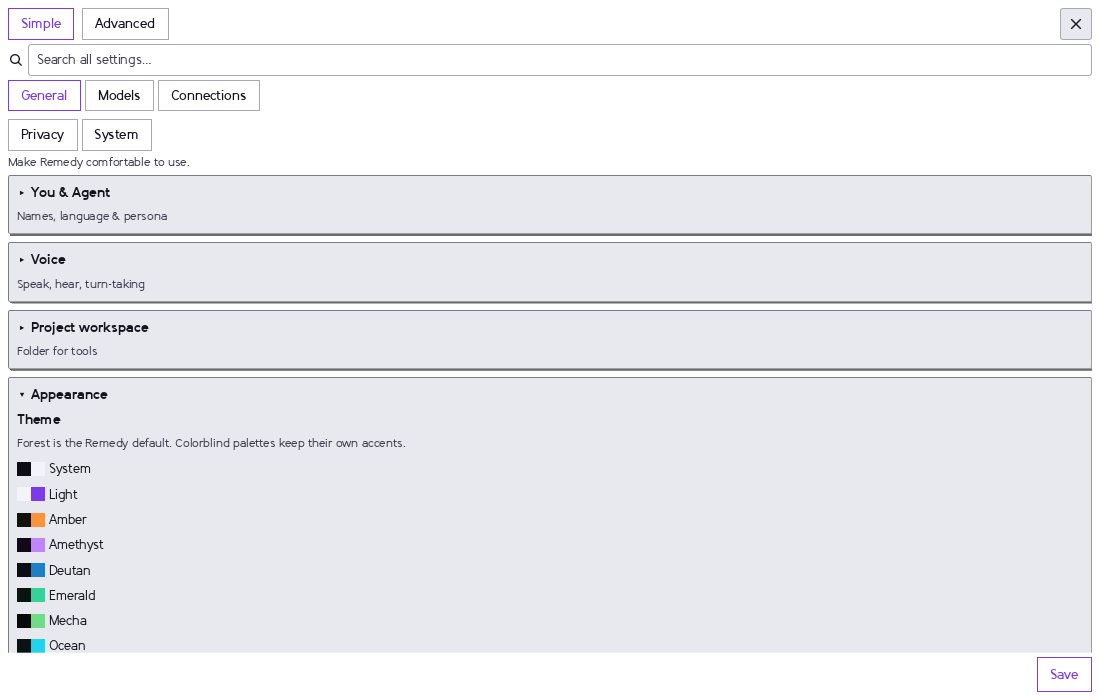 Simple Advanced
Search all settings...
General Models Connections
Privacy System
Make Remedy comfortable to use.
You & Agent
Names, language & persona
Voice
Speak, hear, turn-taking
Project workspace
Folder for tools
Appearance
Theme
Forest is the Remedy default. Colorblind palettes keep their own accents.
System
Light
Amber
Amethyst
Deutan
Emerald
Mecha
Ocean
Save